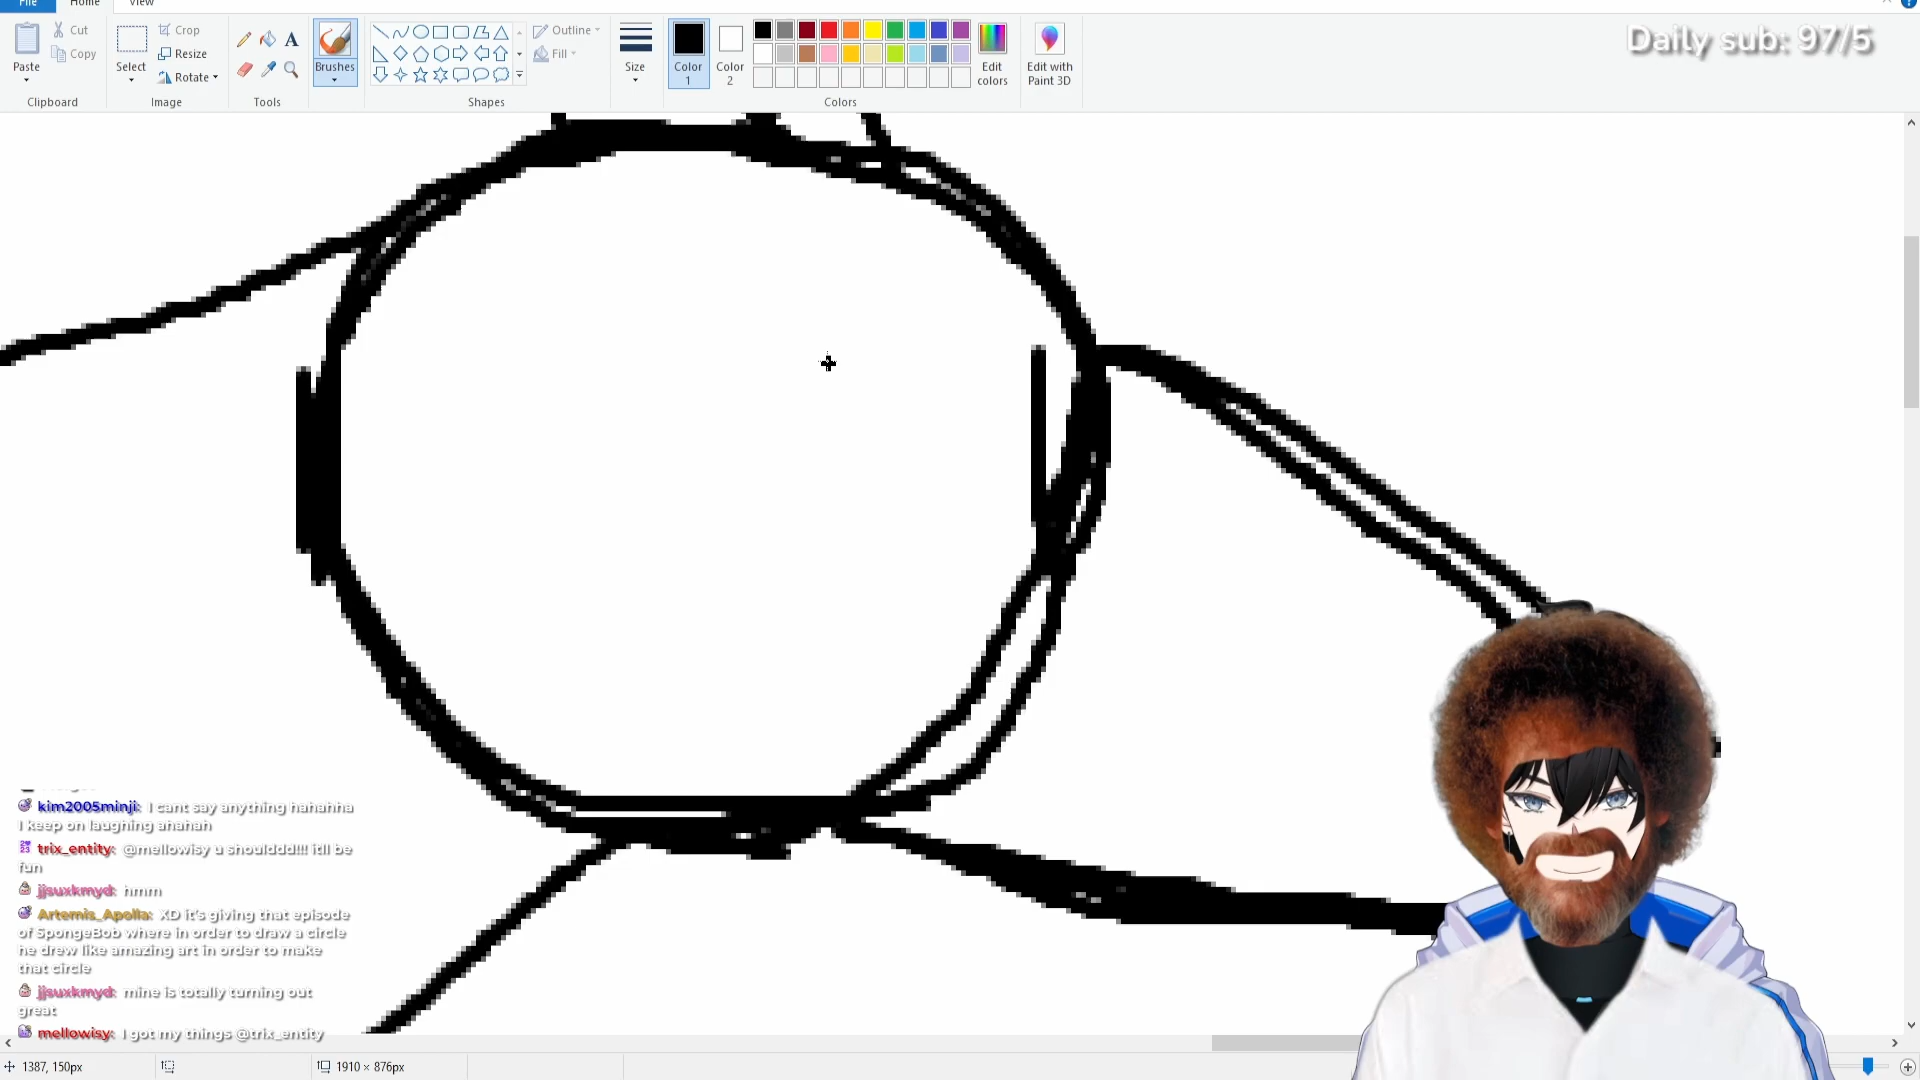 File Home View
Cut
Copy
Paste
Clipboard
Select
Crop
Resize
Rotate
Image
Tools
Brushes
Shapes
Outline
Fill
Size
Color 1
Color 2
Colors
Edit colors
Edit with Paint 3D
Daily sub: 97/5
kim2005minji: I cant say anything hahahha
I keep on laughing ahahah
trix_entity: @mellowisy u shoulddd!!! itll be
fun
jjsuxkmyd: hmm
Artemis_Apolla: XD it's giving that episode
of SpongeBob where in order to draw a circle
he drew like amazing art in order to make
that circle
jjsuxkmyd: mine is totally turning out
great
mellowisy: I got my things @trix_entity
1387, 150px
1910 × 876px